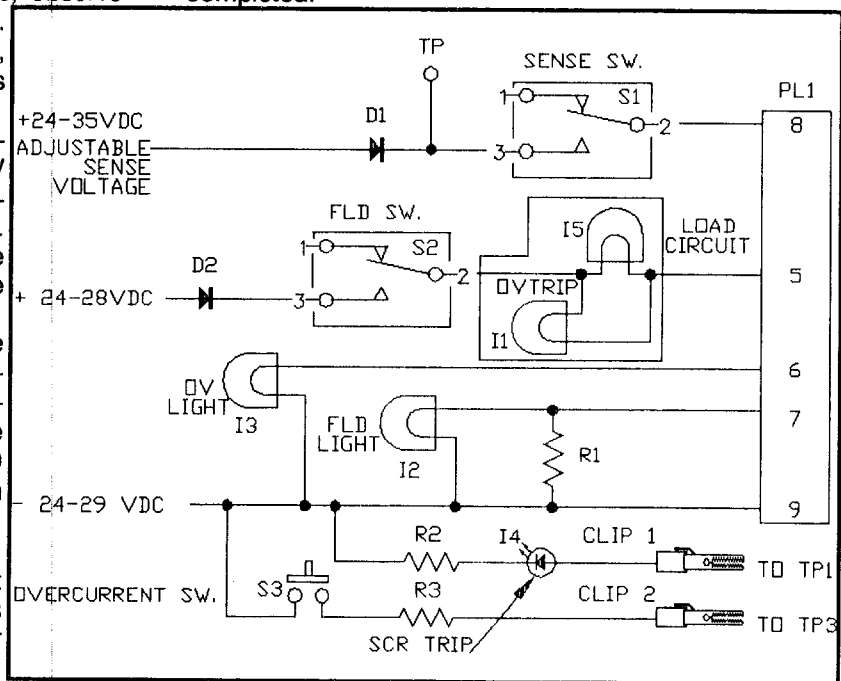 completed.
TP
SENSE SW.
PL1
1
S1
+24-35VDC
D1
2
8
ADJUSTABLE
3
SENSE
VOLTAGE
FLD SW.
I5
LOAD
CIRCUIT
1
S2
D2
2
5
OVTRIP
+ 24-28VDC
3
I1
6
OV
LIGHT
I3
FLD
LIGHT
7
R1
I2
- 24-29 VDC
9
R2
I4
CLIP 1
TO TP1
OVERCURRENT SW.
S3
R3
CLIP 2
TO TP3
SCR TRIP